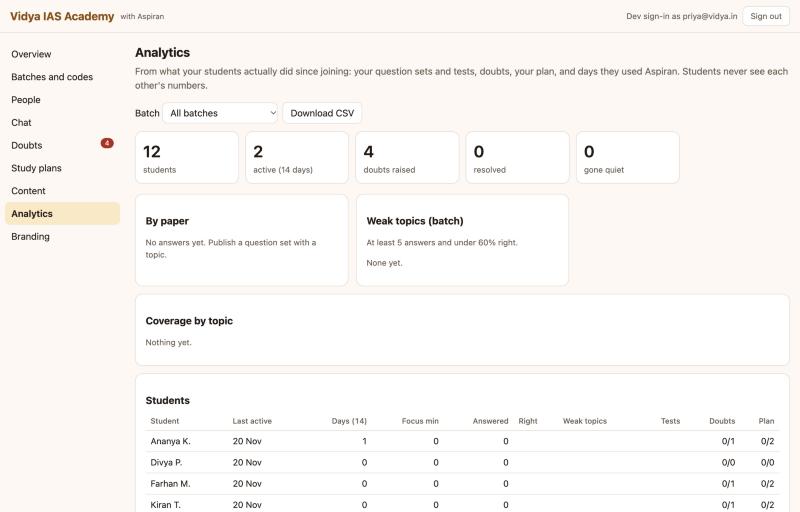 Vidya IAS Academy with Aspiran
Dev sign-in as priya@vidya.in Sign out
Overview
Batches and codes
People
Chat
Doubts 4
Study plans
Content
Analytics
Branding
Analytics
From what your students actually did since joining: your question sets and tests, doubts, your plan, and days they used Aspiran. Students never see each
other's numbers.
Batch All batches Download CSV
12
students
2
active (14 days)
4
doubts raised
0
resolved
0
gone quiet
By paper
No answers yet. Publish a question set with a
topic.
Weak topics (batch)
At least 5 answers and under 60% right.
None yet.
Coverage by topic
Nothing yet.
Students
Student Last active Days (14) Focus min Answered Right Weak topics Tests Doubts Plan
Ananya K. 20 Nov 1 0 0 0/1 0/2
Divya P. 20 Nov 0 0 0 0/0 0/0
Farhan M. 20 Nov 0 0 0 0/1 0/2
Kiran T. 20 Nov 0 0 0 0/1 0/2